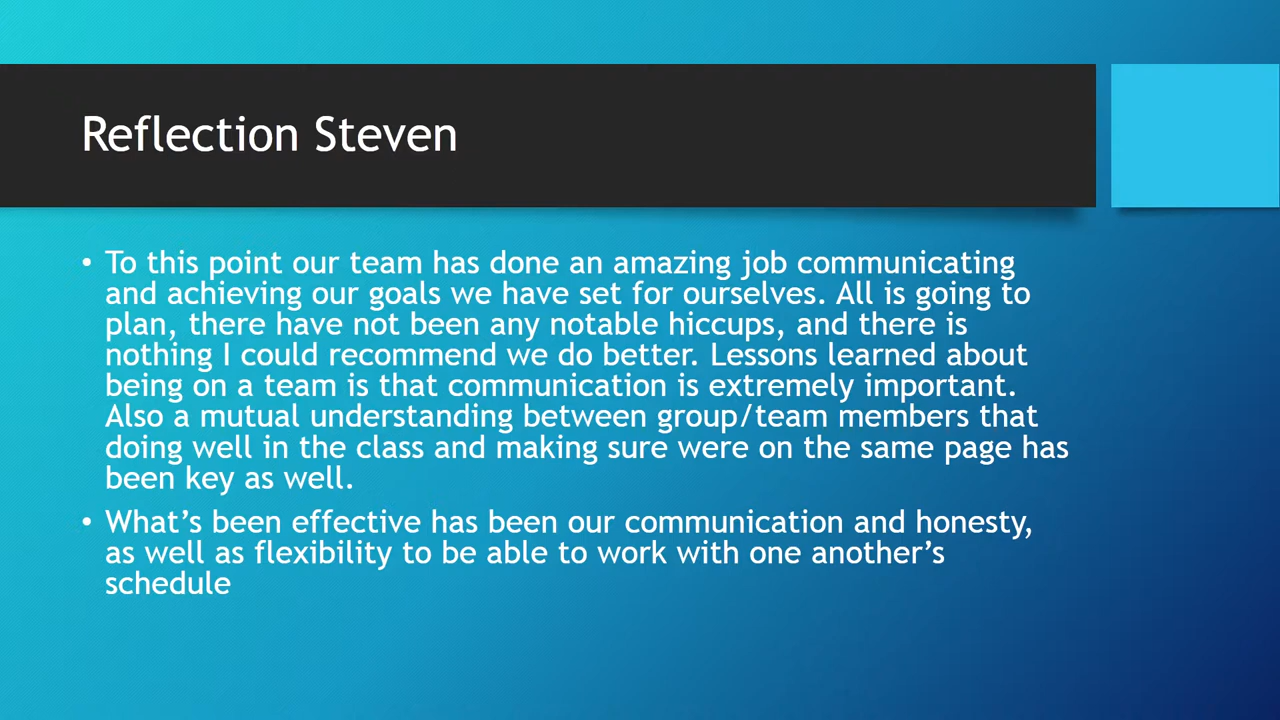 Reflection Steven
• To this point our team has done an amazing job communicating
and achieving our goals we have set for ourselves. All is going to
plan, there have not been any notable hiccups, and there is
nothing I could recommend we do better. Lessons learned about
being on a team is that communication is extremely important.
Also a mutual understanding between group/team members that
doing well in the class and making sure were on the same page has
been key as well.
• What’s been effective has been our communication and honesty,
as well as flexibility to be able to work with one another’s
schedule